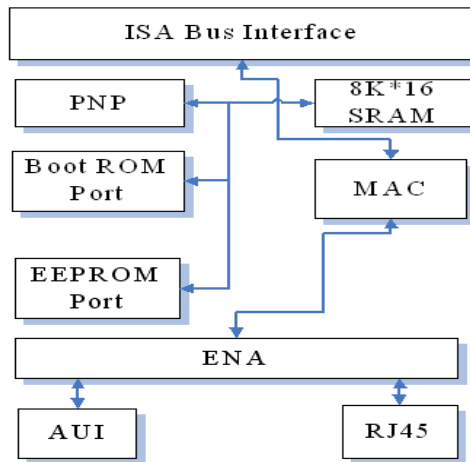 ISA Bus Interface
PNP
8K*16
SRAM
Boot ROM
Port
MAC
EEPROM
Port
ENA
AUI
RJ45